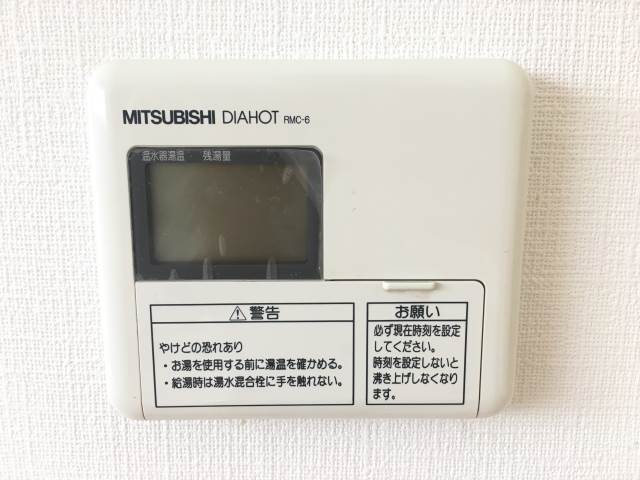 MITSUBISHI DIAHOT RMC-6
温水器湯温 残湯量
⚠警告
やけどの恐れあり
・お湯を使用する前に湯温を確かめる。
・給湯時は湯水混合栓に手を触れない。
お願い
必ず現在時刻を設定
してください。
時刻を設定しないと
沸き上げしなくなり
ます。